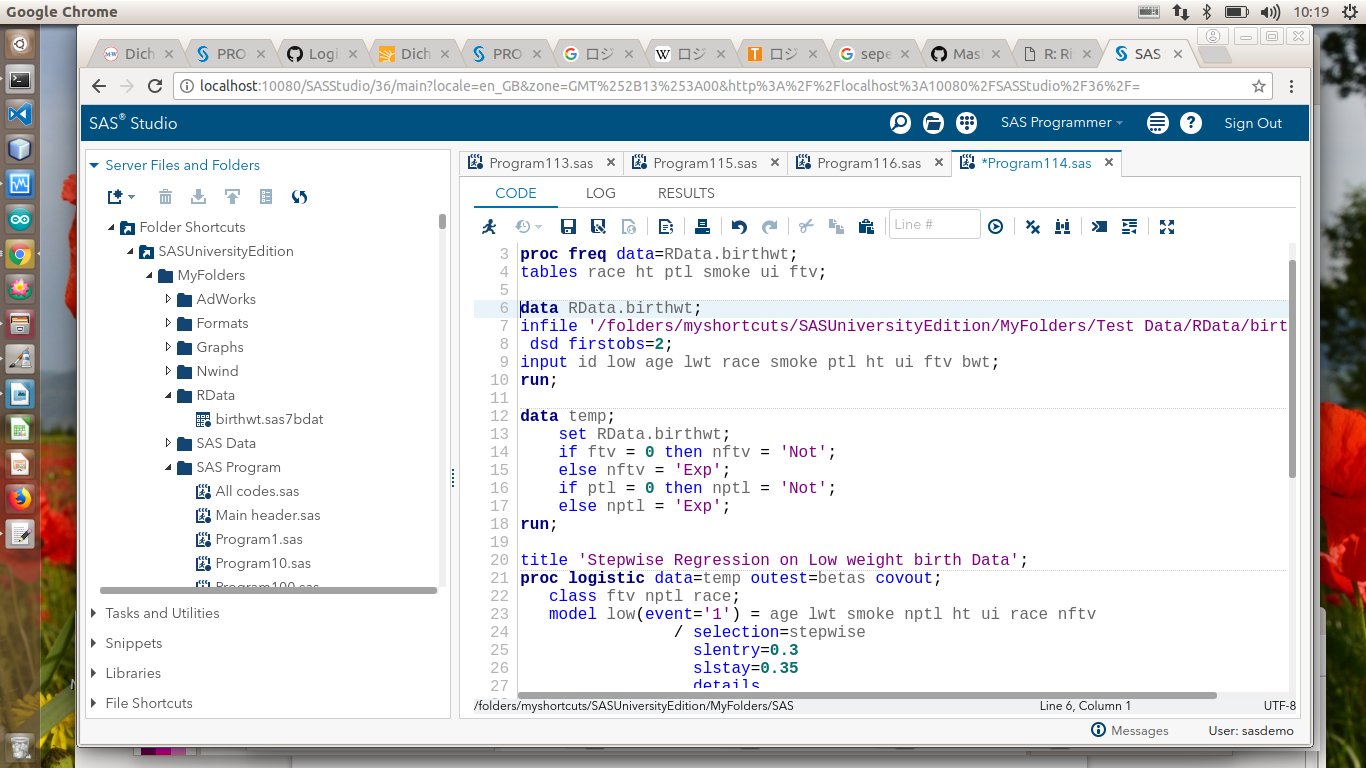 Google Chrome
10:19
Dich
PRO
Logi
Dich
PRO
ロジ
ロジ
ロジ
sepe
Mas
R: Ri
SAS
localhost:10080/SASStudio/36/main?locale=en_GB&zone=GMT%252B13%253A00&http%3A%2F%2Flocalhost%3A10080%2FSASStudio%2F36%2F=
SAS® Studio
SAS Programmer
Sign Out
Server Files and Folders
Folder Shortcuts
SASUniversityEdition
MyFolders
AdWorks
Formats
Graphs
Nwind
RData
birthwt.sas7bdat
SAS Data
SAS Program
All codes.sas
Main header.sas
Program1.sas
Program10.sas
Program100.sas
Tasks and Utilities
Snippets
Libraries
File Shortcuts
Program113.sas
Program115.sas
Program116.sas
*Program114.sas
CODE
LOG
RESULTS
Line #
3 proc freq data=RData.birthwt;
4 tables race ht ptl smoke ui ftv;
5
6 data RData.birthwt;
7 infile '/folders/myshortcuts/SASUniversityEdition/MyFolders/Test Data/RData/birt
8 dsd firstobs=2;
9 input id low age lwt race smoke ptl ht ui ftv bwt;
10 run;
11
12 data temp;
13 set RData.birthwt;
14 if ftv = 0 then nftv = 'Not';
15 else nftv = 'Exp';
16 if ptl = 0 then nptl = 'Not';
17 else nptl = 'Exp';
18 run;
19
20 title 'Stepwise Regression on Low weight birth Data';
21 proc logistic data=temp outest=betas covout;
22 class ftv nptl race;
23 model low(event='1') = age lwt smoke nptl ht ui race nftv
24 / selection=stepwise
25 slentry=0.3
26 slstay=0.35
27 details
/folders/myshortcuts/SASUniversityEdition/MyFolders/SAS
Line 6, Column 1
UTF-8
Messages
User: sasdemo